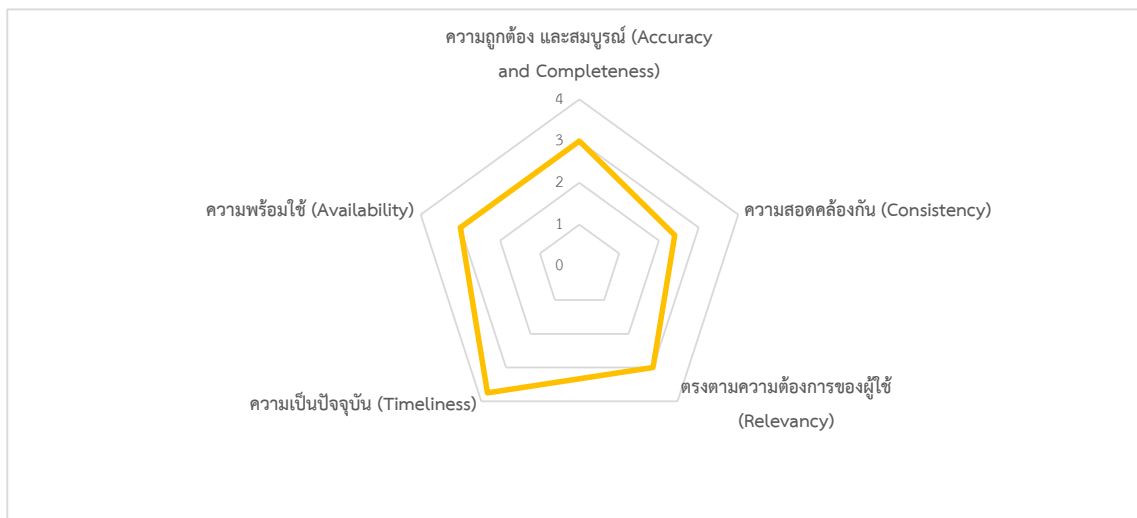 ความถูกต้อง และสมบูรณ์ (Accuracy
and Completeness)
4
3
2
1
0
ความพร้อมใช้ (Availability)
ความสอดคล้องกัน (Consistency)
ความเป็นปัจจุบัน (Timeliness)
ตรงตามความต้องการของผู้ใช้
(Relevancy)